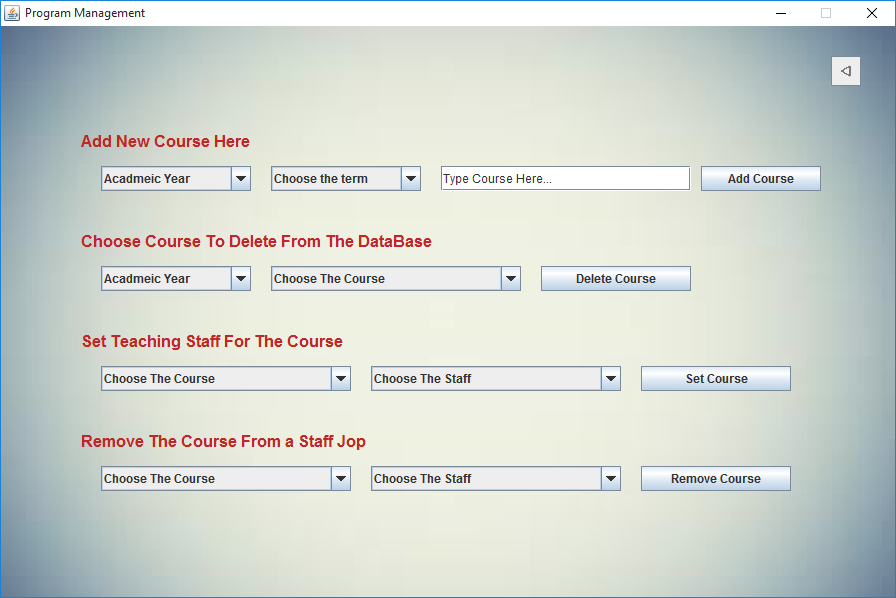 Program Management
Add New Course Here
Acadmeic Year Choose the term Type Course Here... Add Course
Choose Course To Delete From The DataBase
Acadmeic Year Choose The Course Delete Course
Set Teaching Staff For The Course
Choose The Course Choose The Staff Set Course
Remove The Course From a Staff Jop
Choose The Course Choose The Staff Remove Course